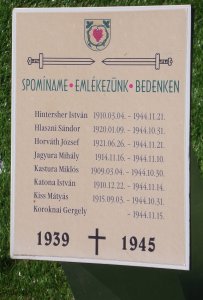 SPOMÍNAME • EMLÉKEZÜNK • BEDENKEN
Hintersher István 1910.03.04. - 1944.11.21.
Hlaszni Sándor 1920.01.09. - 1944.10.31.
Horváth József 1921.06.26. - 1944.11.21.
Jagyura Mihály 1914.11.16. - 1944.11.10.
Kastura Miklós 1909.03.04. - 1944.10.30.
Katona István 1910.12.22. - 1944.11.14.
Kiss Mátyás 1915.09.03. - 1944.10.31.
Koroknai Gergely - 1944.11.15.
1939 1945